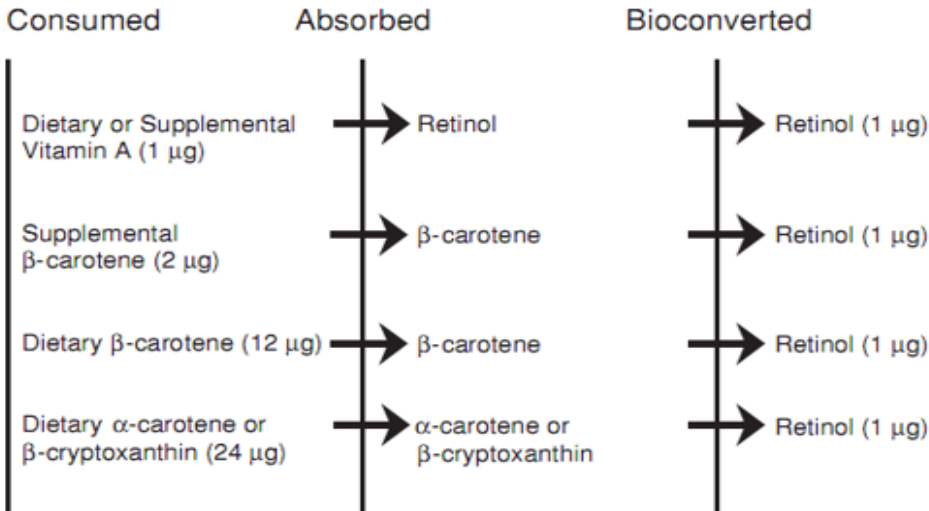 Consumed Absorbed Bioconverted
Dietary or Supplemental
Vitamin A (1 μg)
Retinol
Retinol (1 μg)
Supplemental
β-carotene (2 μg)
β-carotene
Retinol (1 μg)
Dietary β-carotene (12 μg)
β-carotene
Retinol (1 μg)
Dietary α-carotene or
β-cryptoxanthin (24 μg)
α-carotene or
β-cryptoxanthin
Retinol (1 μg)